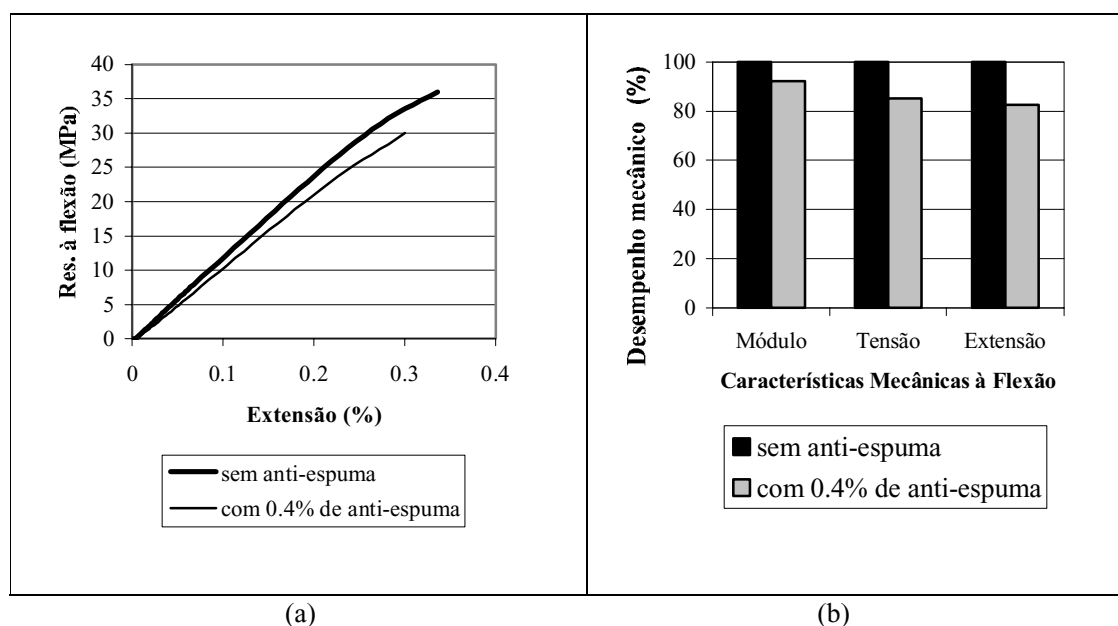 Res. à flexão (MPa)
40
35
30
25
20
15
10
5
0
0
0.1
0.2
0.3
0.4
Extensão (%)
sem anti-espuma
com 0.4% de anti-espuma
(a)
Desempenho mecânico (%)
100
80
60
40
20
0
Módulo
Tensão
Extensão
Características Mecânicas à Flexão
sem anti-espuma
com 0.4% de anti-espuma
(b)